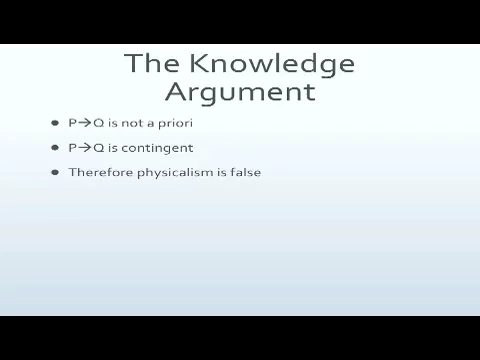 The Knowledge
Argument
● P→Q is not a priori
● P→Q is contingent
● Therefore physicalism is false